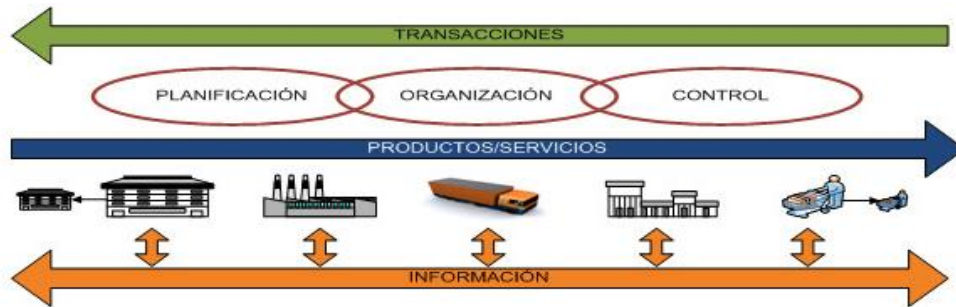 TRANSACCIONES
PLANIFICACIÓN ORGANIZACIÓN CONTROL
PRODUCTOS/SERVICIOS
INFORMACIÓN